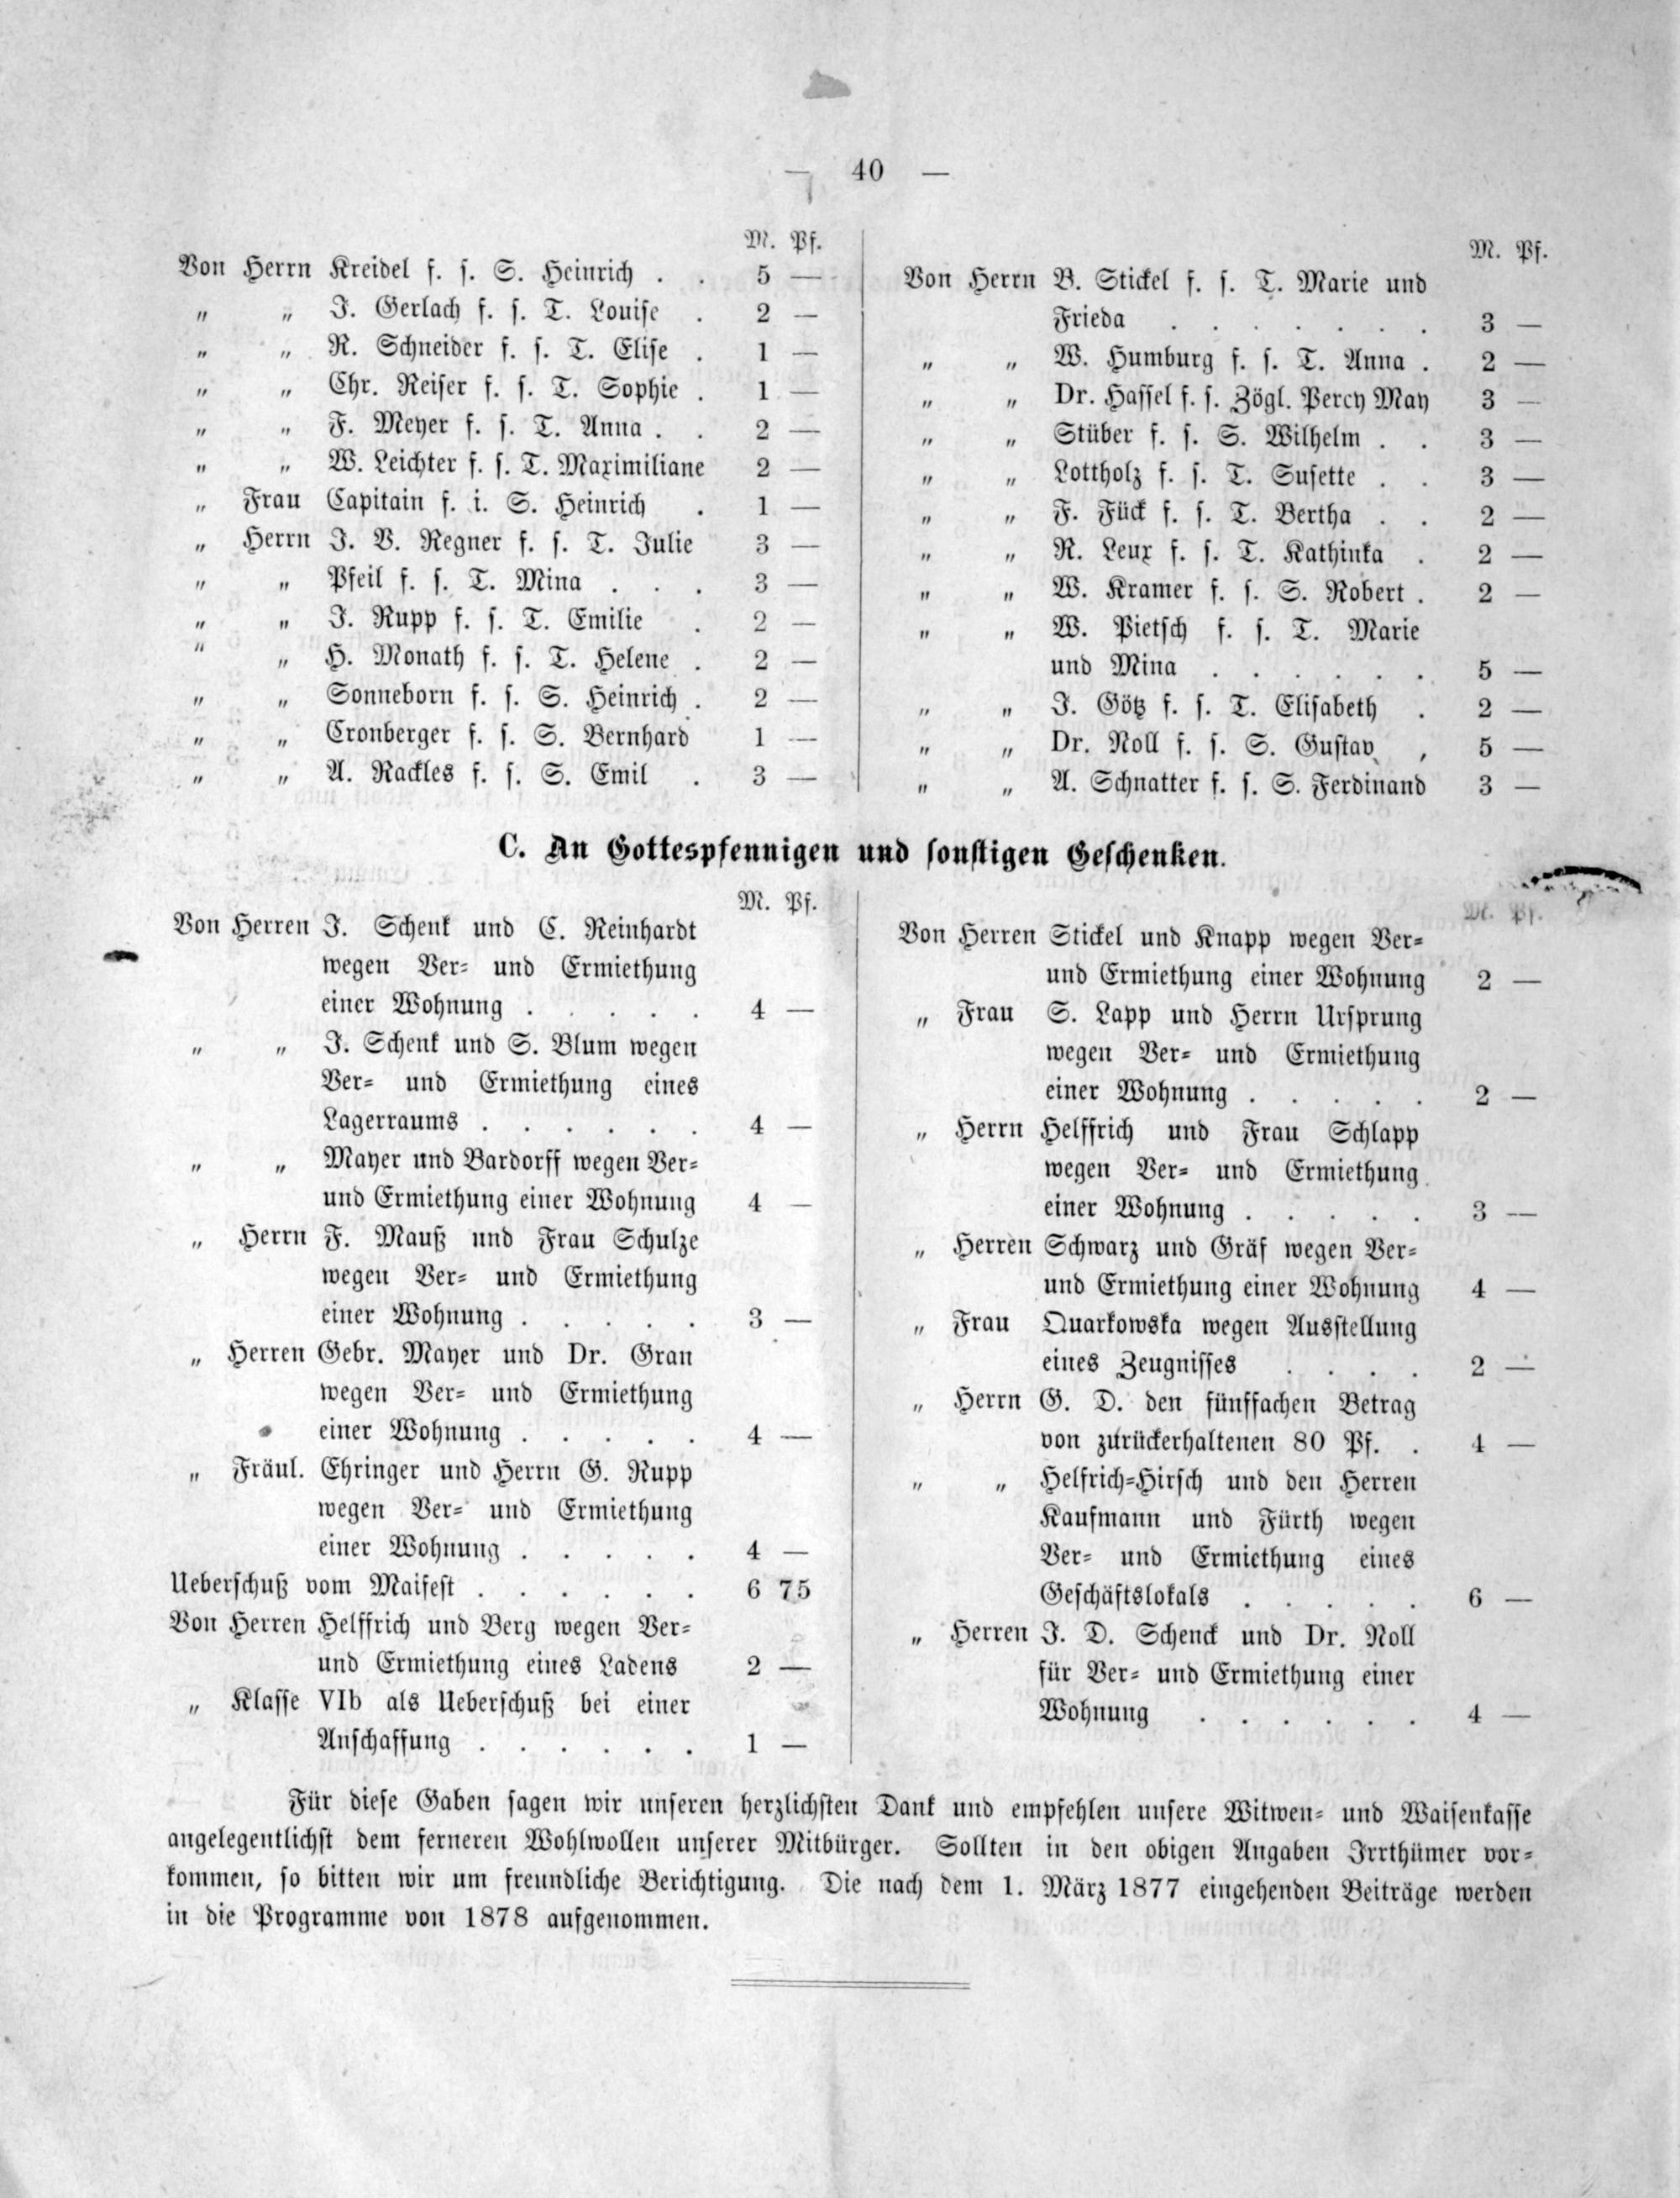 — 40 —
M. Pf.
Von Herrn Kreidel f. s. S. Heinrich . . 5 —
„ „ J. Gerlach f. s. T. Louise . 2 —
„ „ R. Schneider f. s. T. Elise . 1 —
„ „ Chr. Reiser f. s. T. Sophie . 1 —
„ „ F. Meyer f. s. T. Anna . . 2 —
„ „ W. Leichter f. s. T. Maximiliane 2 —
„ Frau Capitain f. i. S. Heinrich . 1 —
„ Herrn J. V. Regner f. s. T. Julie 3 —
„ „ Pfeil f. s. T. Mina . . . 3 —
„ „ J. Rupp f. s. T. Emilie . 2 —
„ „ H. Monath f. s. T. Helene . 2 —
„ „ Sonneborn f. s. S. Heinrich . 2 —
„ „ Cronberger f. s. S. Bernhard 1 —
„ „ A. Rackles f. s. S. Emil . 3 —
M. Pf.
Von Herrn B. Stickel f. s. T. Marie und
Frieda . . . . . . . 3 —
„ „ W. Humburg f. s. T. Anna . 2 —
„ „ Dr. Hassel f. s. Zögl. Percy May 3 —
„ „ Stüber f. s. S. Wilhelm . . 3 —
„ „ Lottholz f. s. T. Susette . . 3 —
„ „ F. Fück f. s. T. Bertha . . 2 —
„ „ R. Leux f. s. T. Kathinka . 2 —
„ „ W. Kramer f. s. S. Robert . 2 —
„ „ W. Pietsch f. s. T. Marie
und Mina . . . . . . 5 —
„ „ J. Götz f. s. T. Elisabeth . 2 —
„ „ Dr. Noll f. s. S. Gustav , 5 —
„ „ A. Schnatter f. s. S. Ferdinand 3 —
C. An Gottespfennigen und sonstigen Geschenken.
M. Pf.
Von Herren J. Schenk und C. Reinhardt
wegen Ver- und Ermiethung
einer Wohnung . . . . . 4 —
„ „ J. Schenk und S. Blum wegen
Ver- und Ermiethung eines
Lagerraums . . . . . . 4 —
„ „ Mayer und Bardorff wegen Ver-
und Ermiethung einer Wohnung 4 —
„ Herrn F. Mauß und Frau Schulze
wegen Ver- und Ermiethung
einer Wohnung . . . . . 3 —
„ Herren Gebr. Mayer und Dr. Gran
wegen Ver- und Ermiethung
einer Wohnung . . . . . 4 —
„ Fräul. Ehringer und Herrn G. Rupp
wegen Ver- und Ermiethung
einer Wohnung . . . . . 4 —
Ueberschuß vom Maifest . . . . . . 6 75
Von Herren Helffrich und Berg wegen Ver-
und Ermiethung eines Ladens 2 —
„ Klasse VIb als Ueberschuß bei einer
Anschaffung . . . . . . 1 —
M. Pf.
Von Herren Stickel und Knapp wegen Ver-
und Ermiethung einer Wohnung 2 —
„ Frau S. Lapp und Herrn Ursprung
wegen Ver- und Ermiethung
einer Wohnung . . . . . 2 —
„ Herrn Helffrich und Frau Schlapp
wegen Ver- und Ermiethung
einer Wohnung . . . . . 3 —
„ Herren Schwarz und Gräf wegen Ver-
und Ermiethung einer Wohnung 4 —
„ Frau Quarkowska wegen Ausstellung
eines Zeugnisses . . . . 2 —
„ Herrn G. D. den fünffachen Betrag
von zurückerhaltenen 80 Pf. . 4 —
„ „ Helfrich-Hirsch und den Herren
Kaufmann und Fürth wegen
Ver- und Ermiethung eines
Geschäftslokals . . . . . 6 —
„ Herren J. D. Schenck und Dr. Noll
für Ver- und Ermiethung einer
Wohnung . . . . . . 4 —
Für diese Gaben sagen wir unseren herzlichsten Dank und empfehlen unsere Witwen- und Waisenkasse
angelegentlichst dem ferneren Wohlwollen unserer Mitbürger. Sollten in den obigen Angaben Irrthümer vor-
kommen, so bitten wir um freundliche Berichtigung. Die nach dem 1. März 1877 eingehenden Beiträge werden
in die Programme von 1878 aufgenommen.